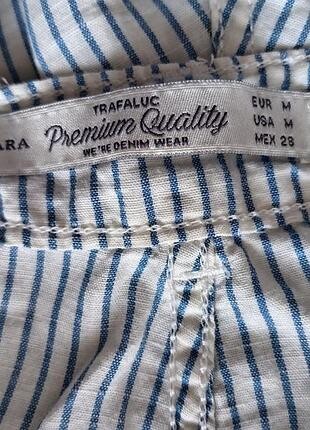 ARA
TRAFALUC
Premium Quality
WE'RE DENIM WEAR
EUR M
USA M
MEX 28